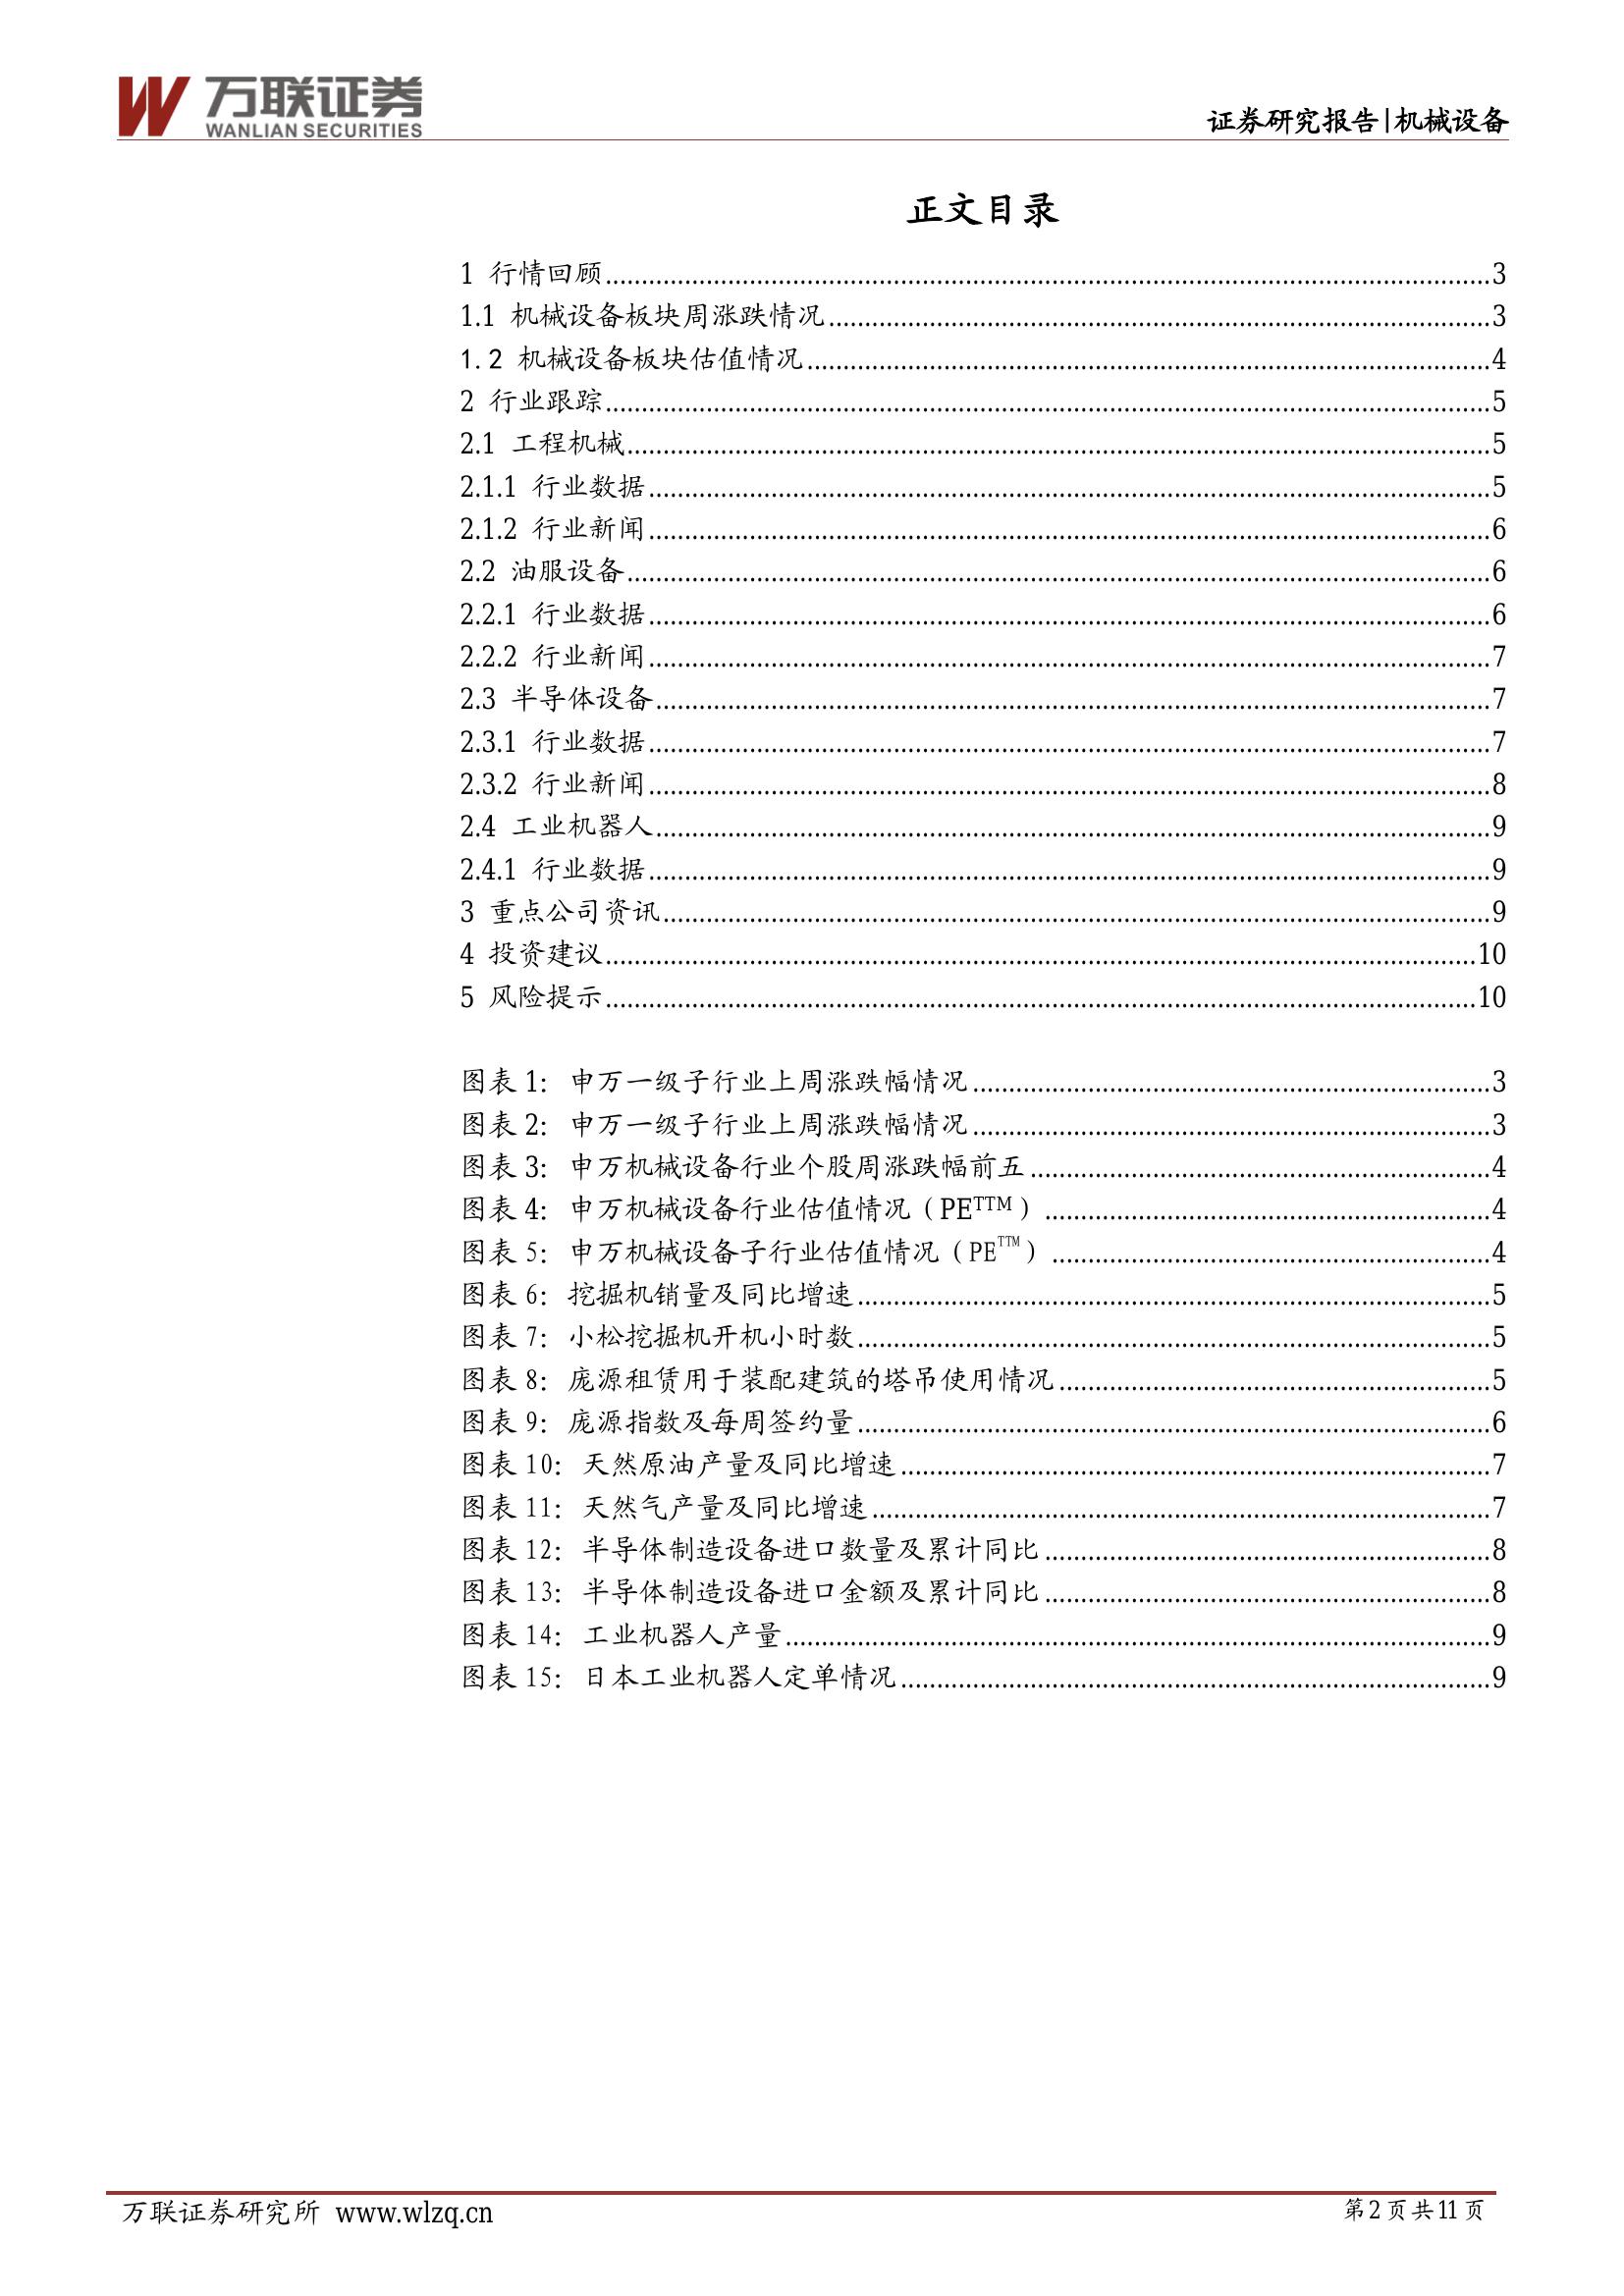 万联证券
WANLIAN SECURITIES
证券研究报告|机械设备
正文目录
1 行情回顾 3
1.1 机械设备板块周涨跌情况 3
1.2 机械设备板块估值情况 4
2 行业跟踪 5
2.1 工程机械 5
2.1.1 行业数据 5
2.1.2 行业新闻 6
2.2 油服设备 6
2.2.1 行业数据 6
2.2.2 行业新闻 7
2.3 半导体设备 7
2.3.1 行业数据 7
2.3.2 行业新闻 8
2.4 工业机器人 9
2.4.1 行业数据 9
3 重点公司资讯 9
4 投资建议 10
5 风险提示 10
图表 1：申万一级子行业上周涨跌幅情况 3
图表 2：申万一级子行业上周涨跌幅情况 3
图表 3：申万机械设备行业个股周涨跌幅前五 4
图表 4：申万机械设备行业估值情况（PETTM） 4
图表 5：申万机械设备子行业估值情况（PETTM） 4
图表 6：挖掘机销量及同比增速 5
图表 7：小松挖掘机开机小时数 5
图表 8：庞源租赁用于装配建筑的塔吊使用情况 5
图表 9：庞源指数及每周签约量 6
图表 10：天然原油产量及同比增速 7
图表 11：天然气产量及同比增速 7
图表 12：半导体制造设备进口数量及累计同比 8
图表 13：半导体制造设备进口金额及累计同比 8
图表 14：工业机器人产量 9
图表 15：日本工业机器人定单情况 9
万联证券研究所 www.wlzq.cn
第 2 页 共 11 页